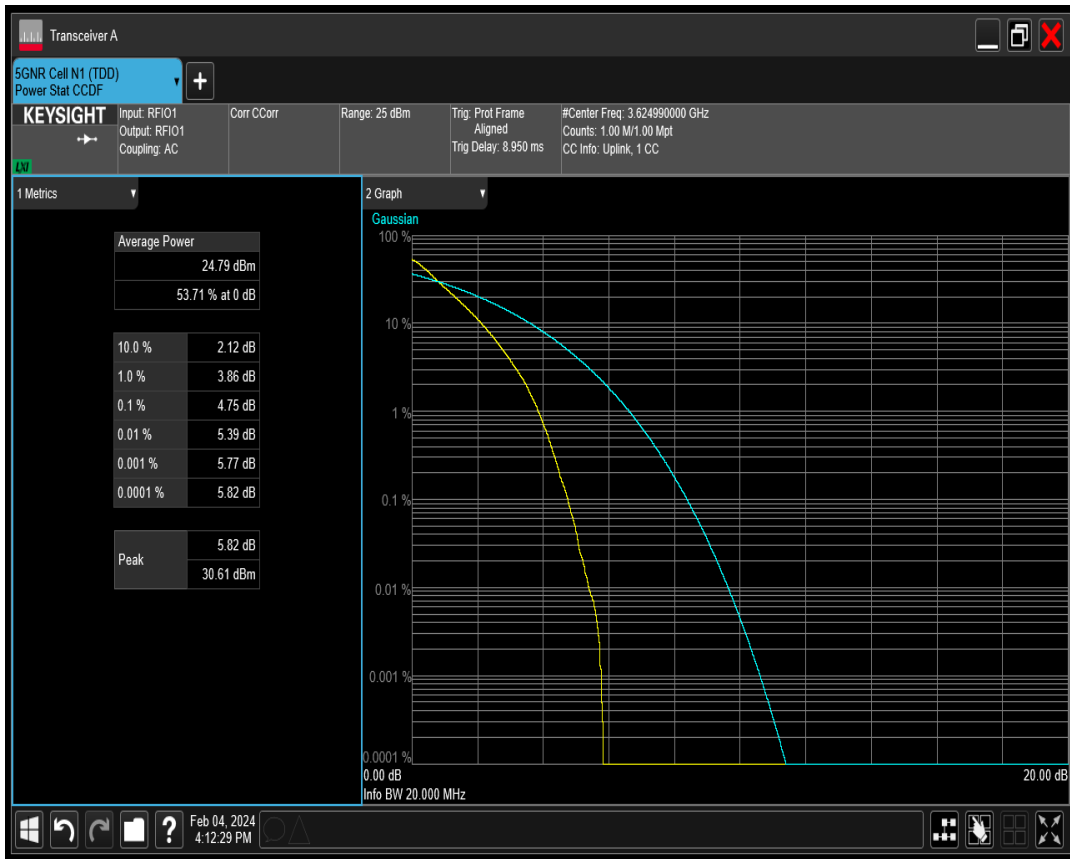 Transceiver A
5GNR Cell N1 (TDD)
Power Stat CCDF
+
KEYSIGHT
LXI
Input: RFIO1
Output: RFIO1
Coupling: AC
Corr CCorr
Range: 25 dBm
Trig: Prot Frame
Aligned
Trig Delay: 8.950 ms
#Center Freq: 3.624990000 GHz
Counts: 1.00 M/1.00 Mpt
CC Info: Uplink, 1 CC
1 Metrics
Average Power
24.79 dBm
53.71 % at 0 dB
10.0 % 2.12 dB
1.0 % 3.86 dB
0.1 % 4.75 dB
0.01 % 5.39 dB
0.001 % 5.77 dB
0.0001 % 5.82 dB
Peak 5.82 dB
30.61 dBm
2 Graph
Gaussian
100 %
10 %
1 %
0.1 %
0.01 %
0.001 %
0.0001 %
0.00 dB 20.00 dB
Info BW 20.000 MHz
?
Feb 04, 2024
4:12:29 PM